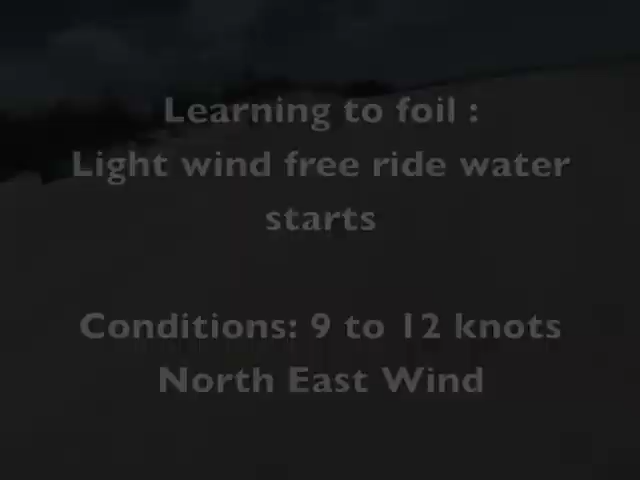 Learning to foil :
Light wind free ride water
starts
Conditions: 9 to 12 knots
North East Wind